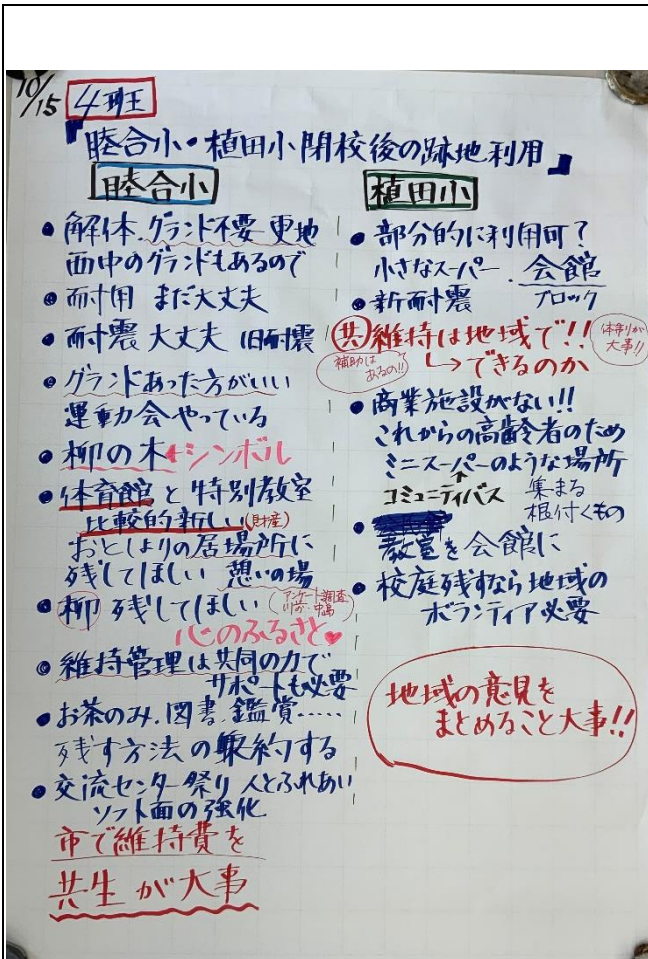 10/15 4班
『睦合小・植田小閉校後の跡地利用』
睦合小
・解体.グランド不要 更地
西中のグランドもあるので
・耐用 まだ大丈夫
・耐震 大丈夫 旧耐震
・グランドあった方がいい
運動会やっている
・柳の木←シンボル
・体育館と特別教室
比較的新しい(財産)
おとしよりの居場所に
残してほしい 憩いの場
・柳 残してほしい (アンケート調査
心のふるさと♥
・維持管理は共同の力で
サポートも必要
・お茶のみ.図書.鑑賞.....
残す方法の集約する
・交流センター祭り 人とふれあい
ソフト面の強化
市で維持費を
共生が大事
植田小
・部分的に利用可?
小さなスーパー.会館
・新耐震 ブロック
共 維持は地域で!!
補助は
あるの!!
→できるのか
体制が
大事!!
・商業施設がない!!
これからの高齢者のため
ミニスーパーのような場所
↑
コミュニティバス 集まる
根付くもの
・教室を会館に
・校庭残すなら地域の
ボランティア必要
地域の意見を
まとめること大事!!